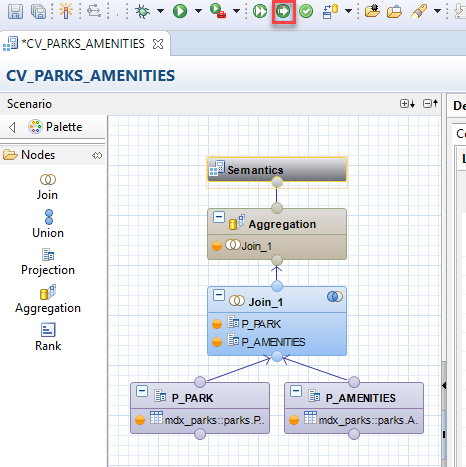 *CV_PARKS_AMENITIES
CV_PARKS_AMENITIES
Scenario
De
Palette
Co
Nodes
L
Join
Union
Projection
Aggregation
Rank
Semantics
Aggregation
Join_1
Join_1
P_PARK
P_AMENITIES
P_PARK
mdx_parks::parks.P..
P_AMENITIES
mdx_parks::parks.A..